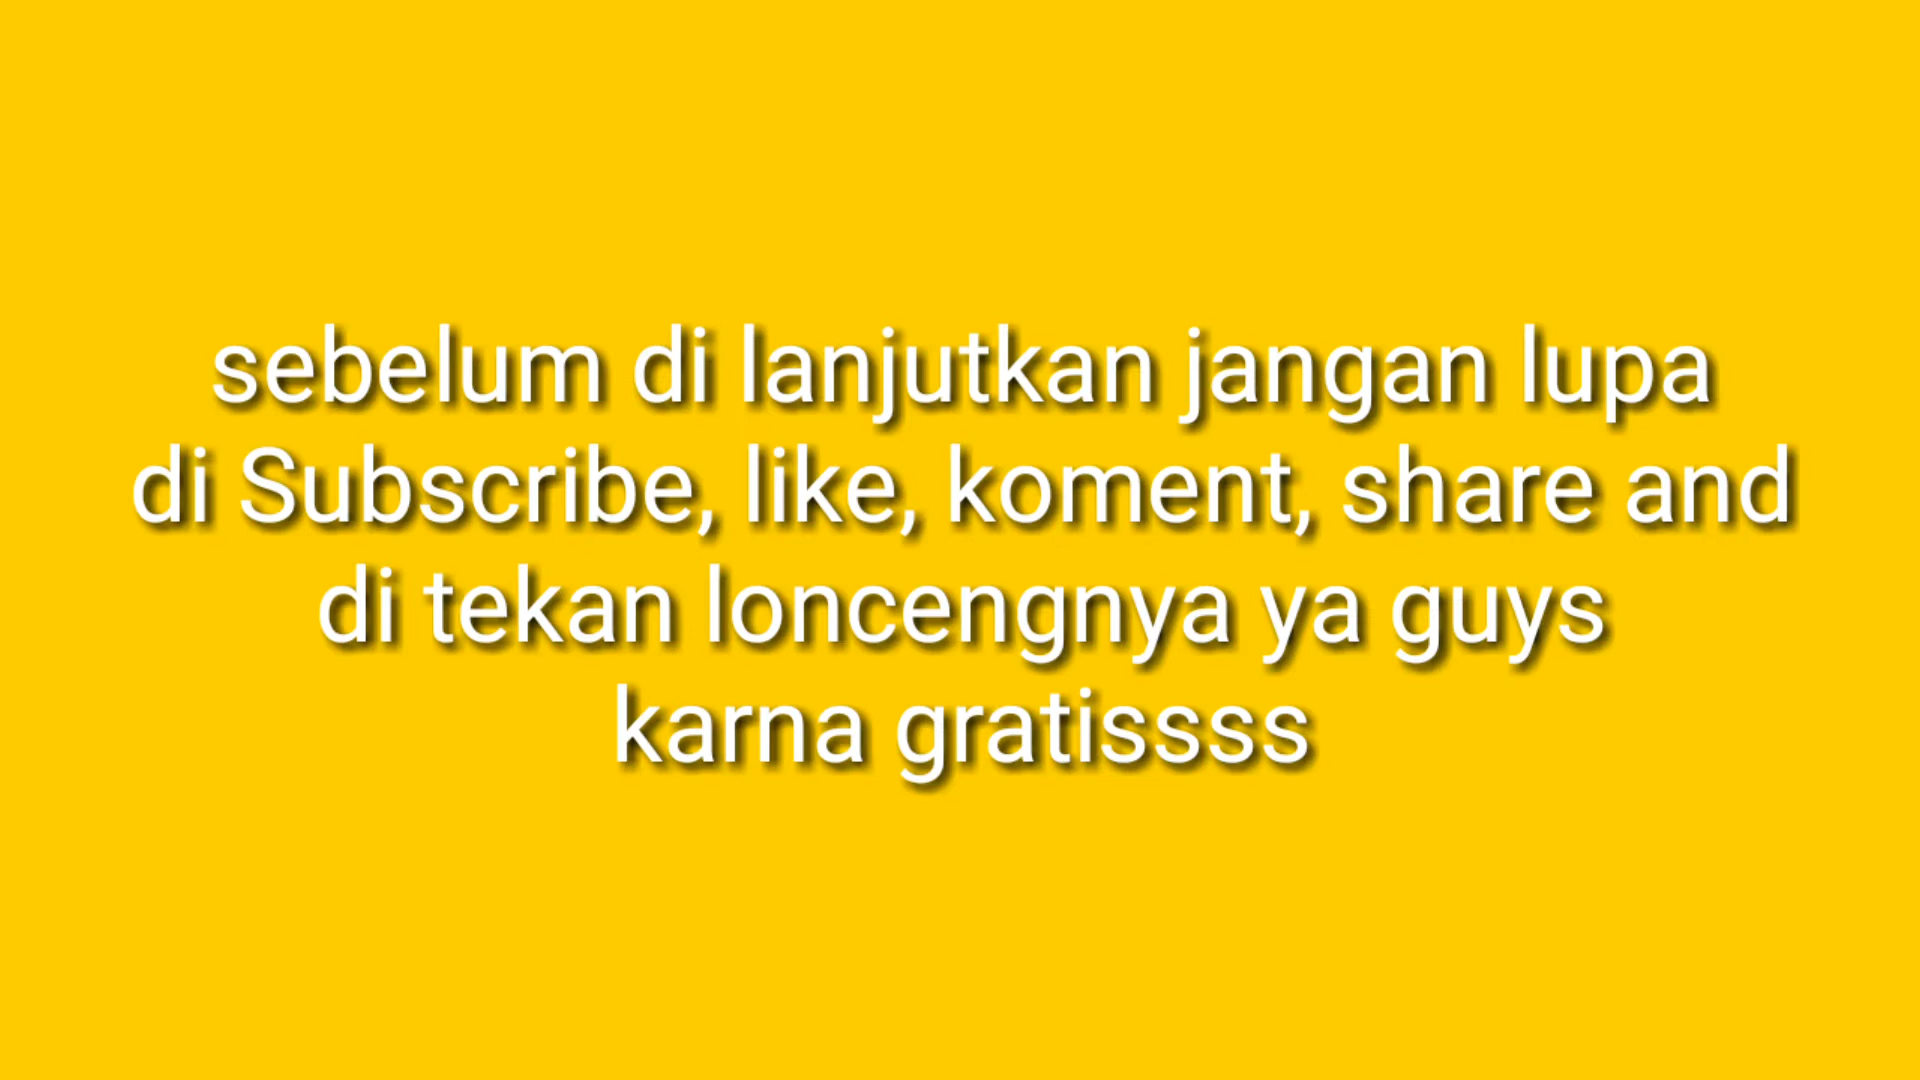 sebelum di lanjutkan jangan lupa
di Subscribe, like, koment, share and
di tekan loncengnya ya guys
karna gratissss